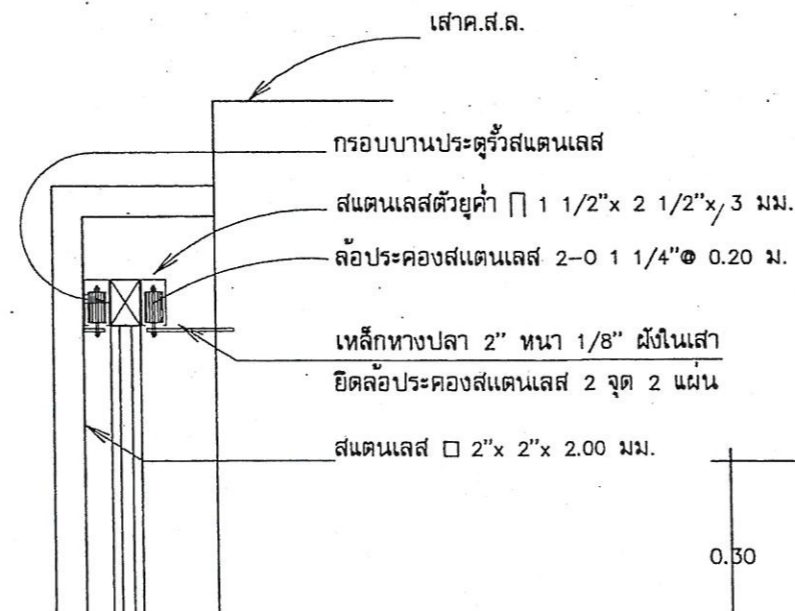 เสาค.ส.ล.
กรอบบานประตูรั้วสแตนเลส
สแตนเลสตัวยูคว่ำ ∏ 1 1/2"x 2 1/2"x 3 มม.
ล้อประคองสแตนเลส 2-O 1 1/4"@ 0.20 ม.
เหล็กหางปลา 2" หนา 1/8" ฝังในเสา
ยึดล้อประคองสแตนเลส 2 จุด 2 แผ่น
สแตนเลส □ 2"x 2"x 2.00 มม.
0.30